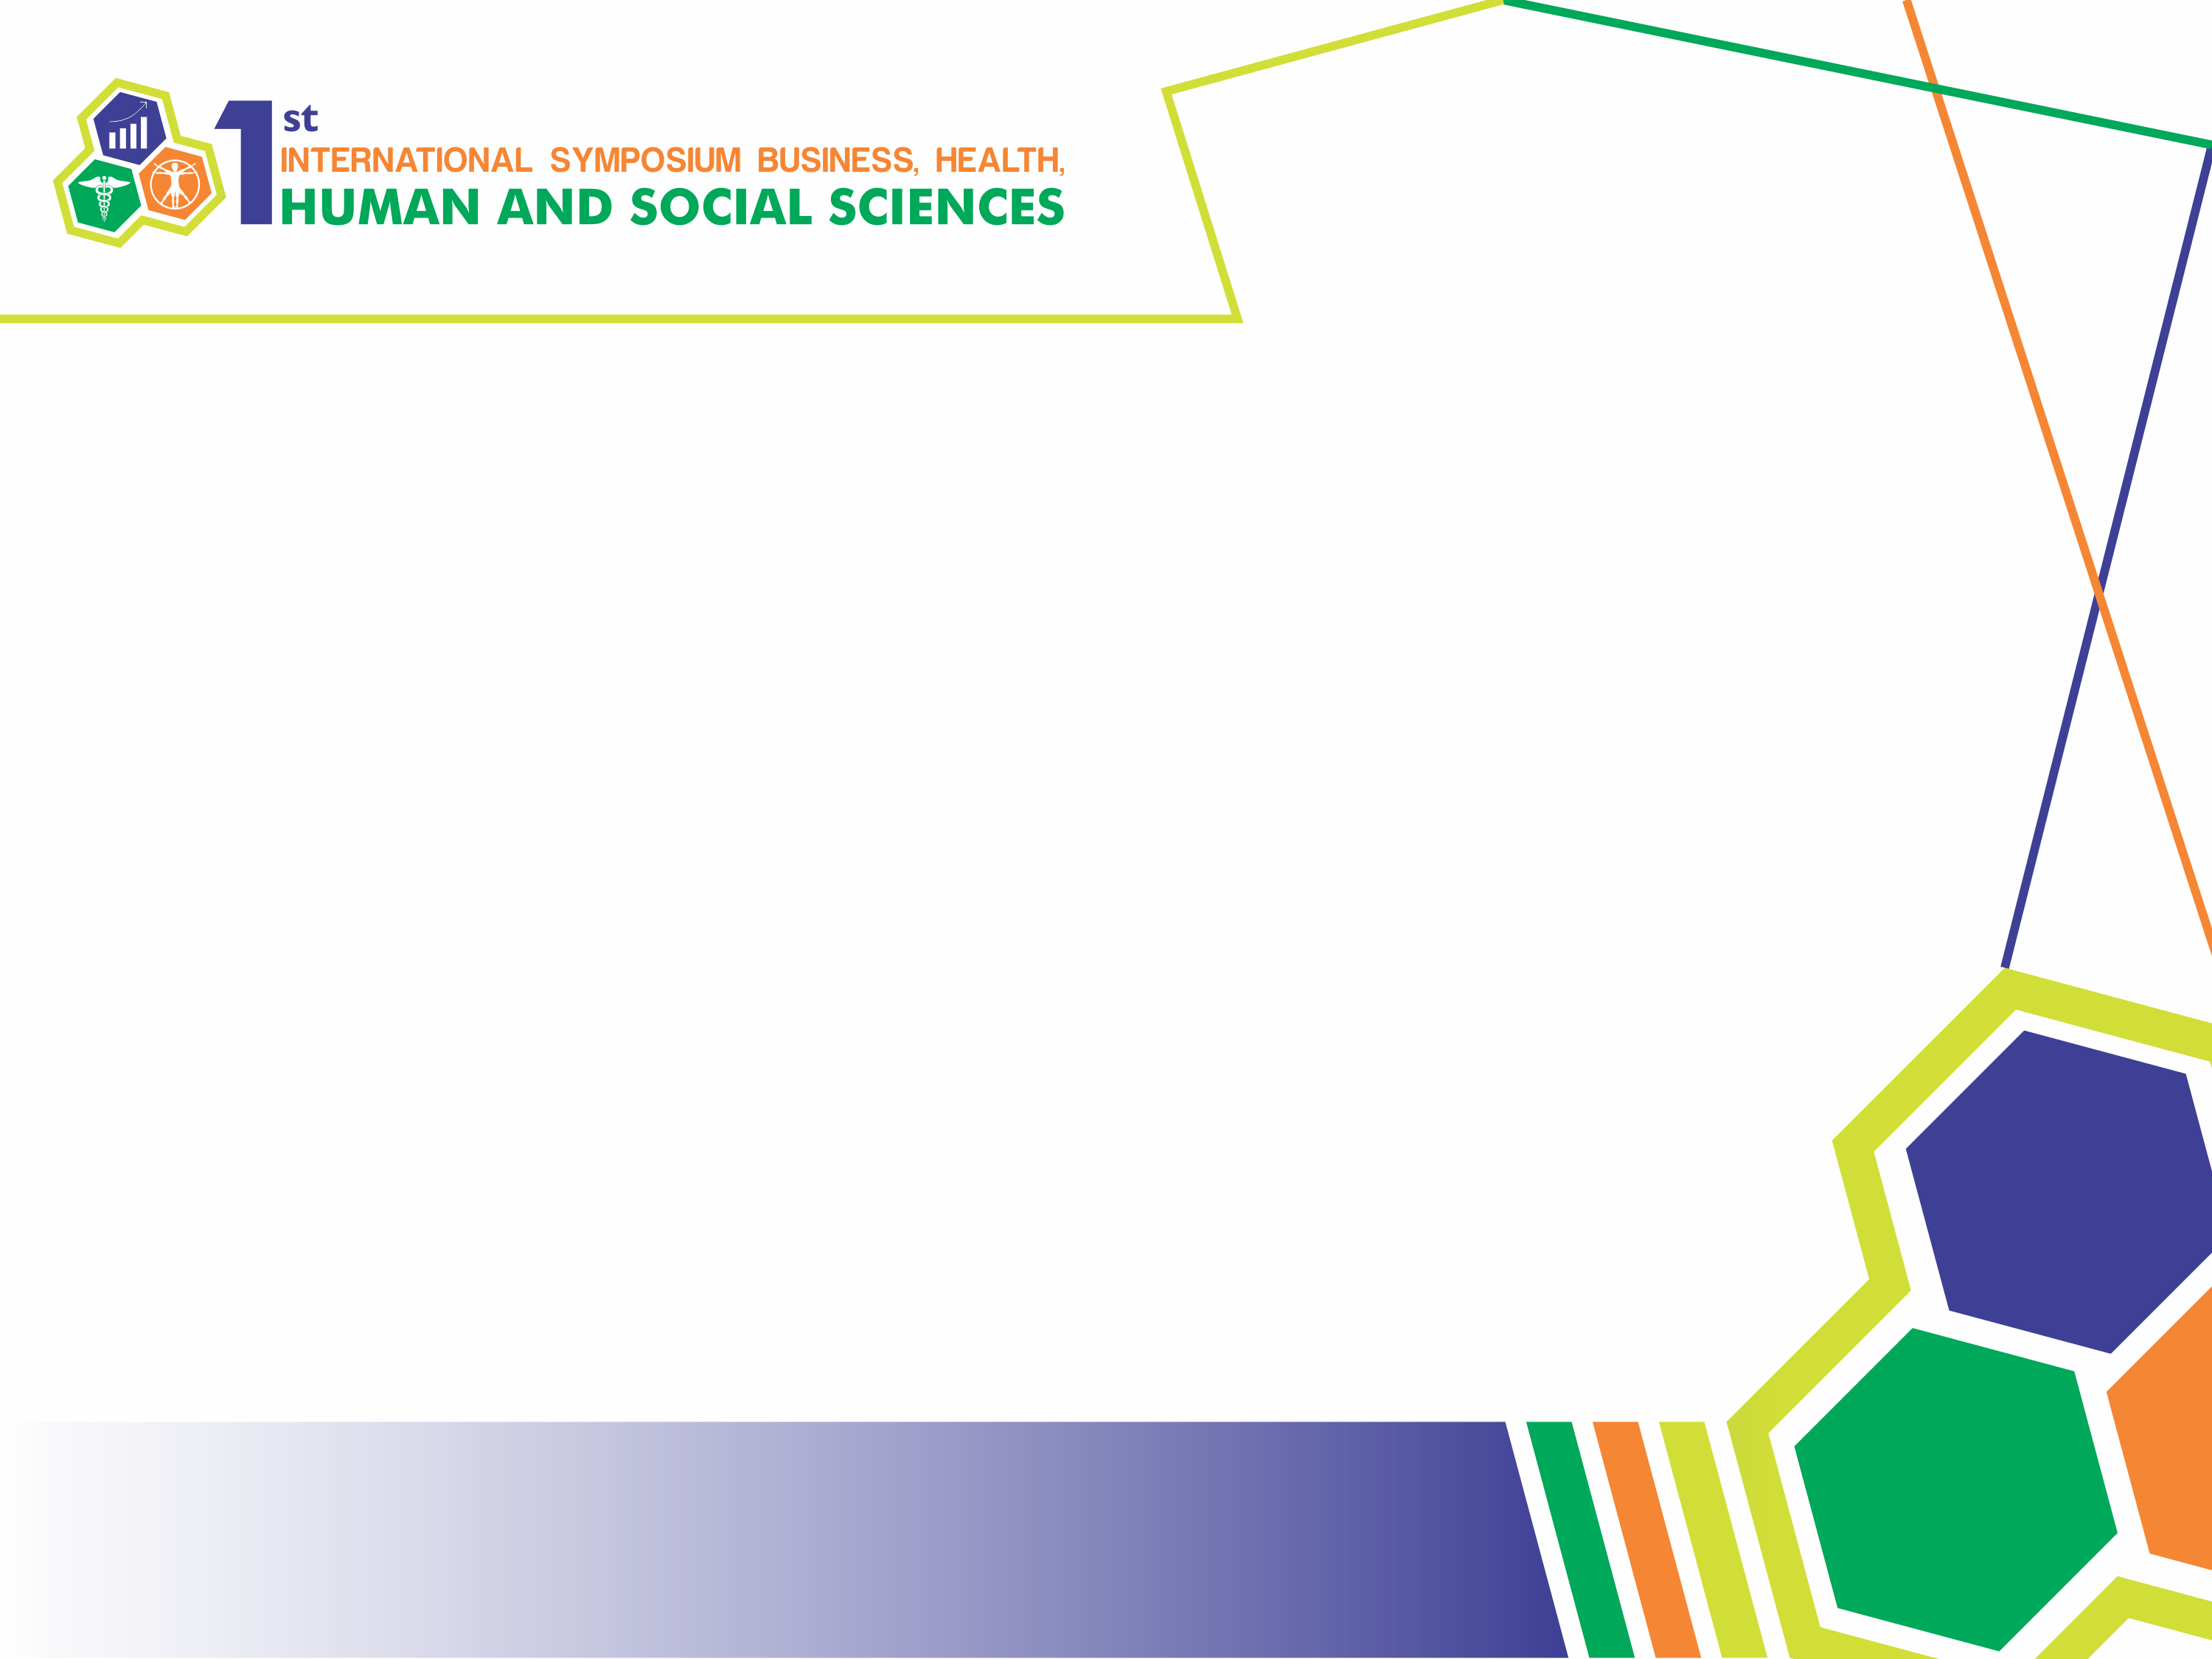 1st
INTERNATIONAL SYMPOSIUM BUSINESS, HEALTH,
HUMAN AND SOCIAL SCIENCES